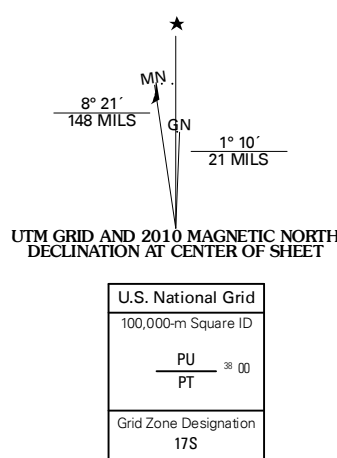 ★
MN
8° 21´
148 MILS
GN
1° 10´
21 MILS
UTM GRID AND 2010 MAGNETIC NORTH
DECLINATION AT CENTER OF SHEET
U.S. National Grid
100,000-m Square ID
PU
38 00
PT
Grid Zone Designation
17S